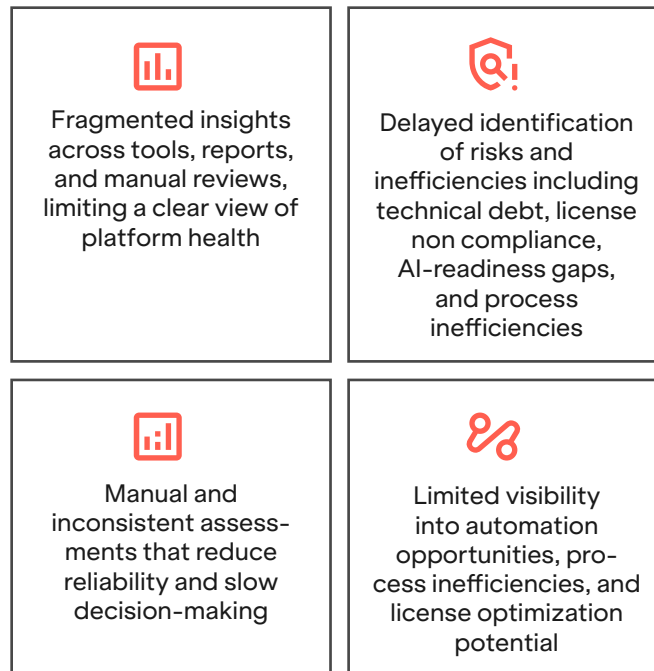 Fragmented insights
across tools, reports,
and manual reviews,
limiting a clear view of
platform health
Delayed identification
of risks and
inefficiencies including
technical debt, license
non compliance,
AI-readiness gaps,
and process
inefficiencies
Manual and
inconsistent assess-
ments that reduce
reliability and slow
decision-making
Limited visibility
into automation
opportunities, pro-
cess inefficiencies, and
license optimization
potential